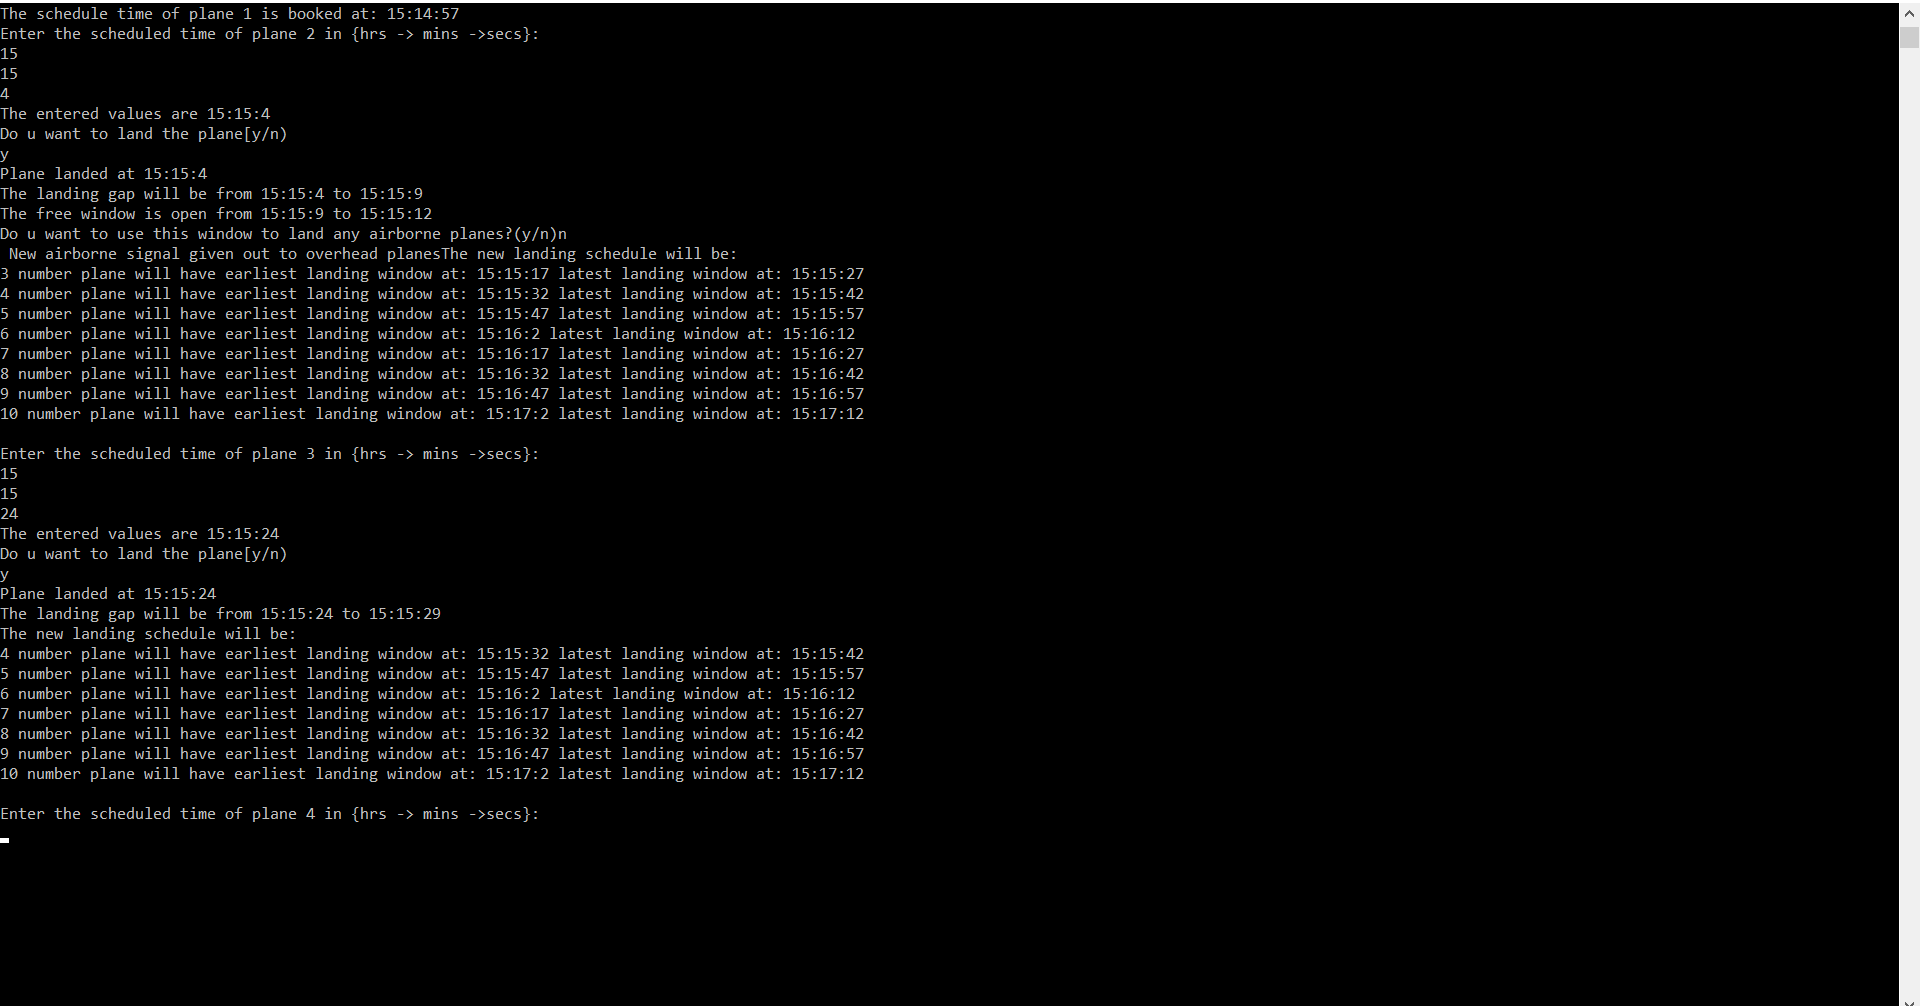 The schedule time of plane 1 is booked at: 15:14:57
Enter the scheduled time of plane 2 in {hrs -> mins ->secs}:
15
15
4
The entered values are 15:15:4
Do u want to land the plane[y/n)
y
Plane landed at 15:15:4
The landing gap will be from 15:15:4 to 15:15:9
The free window is open from 15:15:9 to 15:15:12
Do u want to use this window to land any airborne planes?(y/n)n
 New airborne signal given out to overhead planesThe new landing schedule will be:
3 number plane will have earliest landing window at: 15:15:17 latest landing window at: 15:15:27
4 number plane will have earliest landing window at: 15:15:32 latest landing window at: 15:15:42
5 number plane will have earliest landing window at: 15:15:47 latest landing window at: 15:15:57
6 number plane will have earliest landing window at: 15:16:2 latest landing window at: 15:16:12
7 number plane will have earliest landing window at: 15:16:17 latest landing window at: 15:16:27
8 number plane will have earliest landing window at: 15:16:32 latest landing window at: 15:16:42
9 number plane will have earliest landing window at: 15:16:47 latest landing window at: 15:16:57
10 number plane will have earliest landing window at: 15:17:2 latest landing window at: 15:17:12

Enter the scheduled time of plane 3 in {hrs -> mins ->secs}:
15
15
24
The entered values are 15:15:24
Do u want to land the plane[y/n)
y
Plane landed at 15:15:24
The landing gap will be from 15:15:24 to 15:15:29
The new landing schedule will be:
4 number plane will have earliest landing window at: 15:15:32 latest landing window at: 15:15:42
5 number plane will have earliest landing window at: 15:15:47 latest landing window at: 15:15:57
6 number plane will have earliest landing window at: 15:16:2 latest landing window at: 15:16:12
7 number plane will have earliest landing window at: 15:16:17 latest landing window at: 15:16:27
8 number plane will have earliest landing window at: 15:16:32 latest landing window at: 15:16:42
9 number plane will have earliest landing window at: 15:16:47 latest landing window at: 15:16:57
10 number plane will have earliest landing window at: 15:17:2 latest landing window at: 15:17:12

Enter the scheduled time of plane 4 in {hrs -> mins ->secs}: